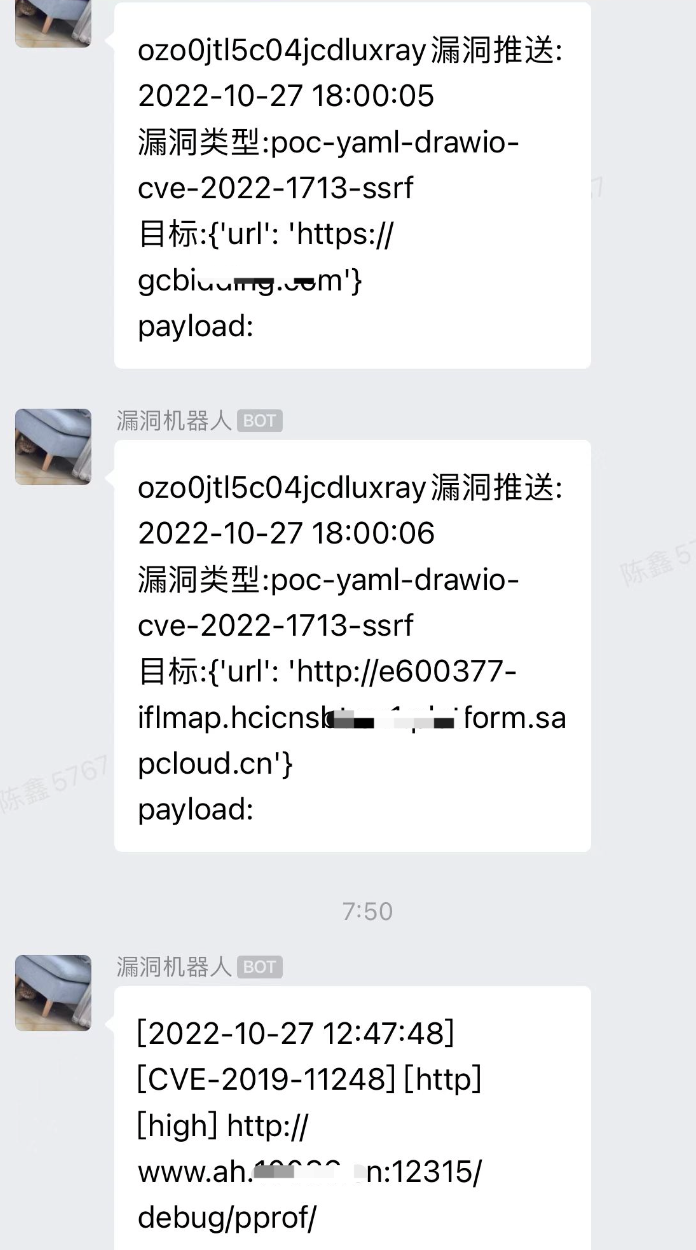 ozo0jtl5c04jcdluxray漏洞推送:
2022-10-27 18:00:05
漏洞类型:poc-yaml-drawio-
cve-2022-1713-ssrf
目标:{'url': 'https://
gcbi m'}
payload:
漏洞机器人 BOT
ozo0jtl5c04jcdluxray漏洞推送:
2022-10-27 18:00:06
漏洞类型:poc-yaml-drawio-
cve-2022-1713-ssrf
目标:{'url': 'http://e600377-
iflmap.hcicns form.sa
pcloud.cn'}
payload:
陈鑫 5767
7:50
漏洞机器人 BOT
[2022-10-27 12:47:48]
[CVE-2019-11248] [http]
[high] http://
www.ah. n:12315/
debug/pprof/